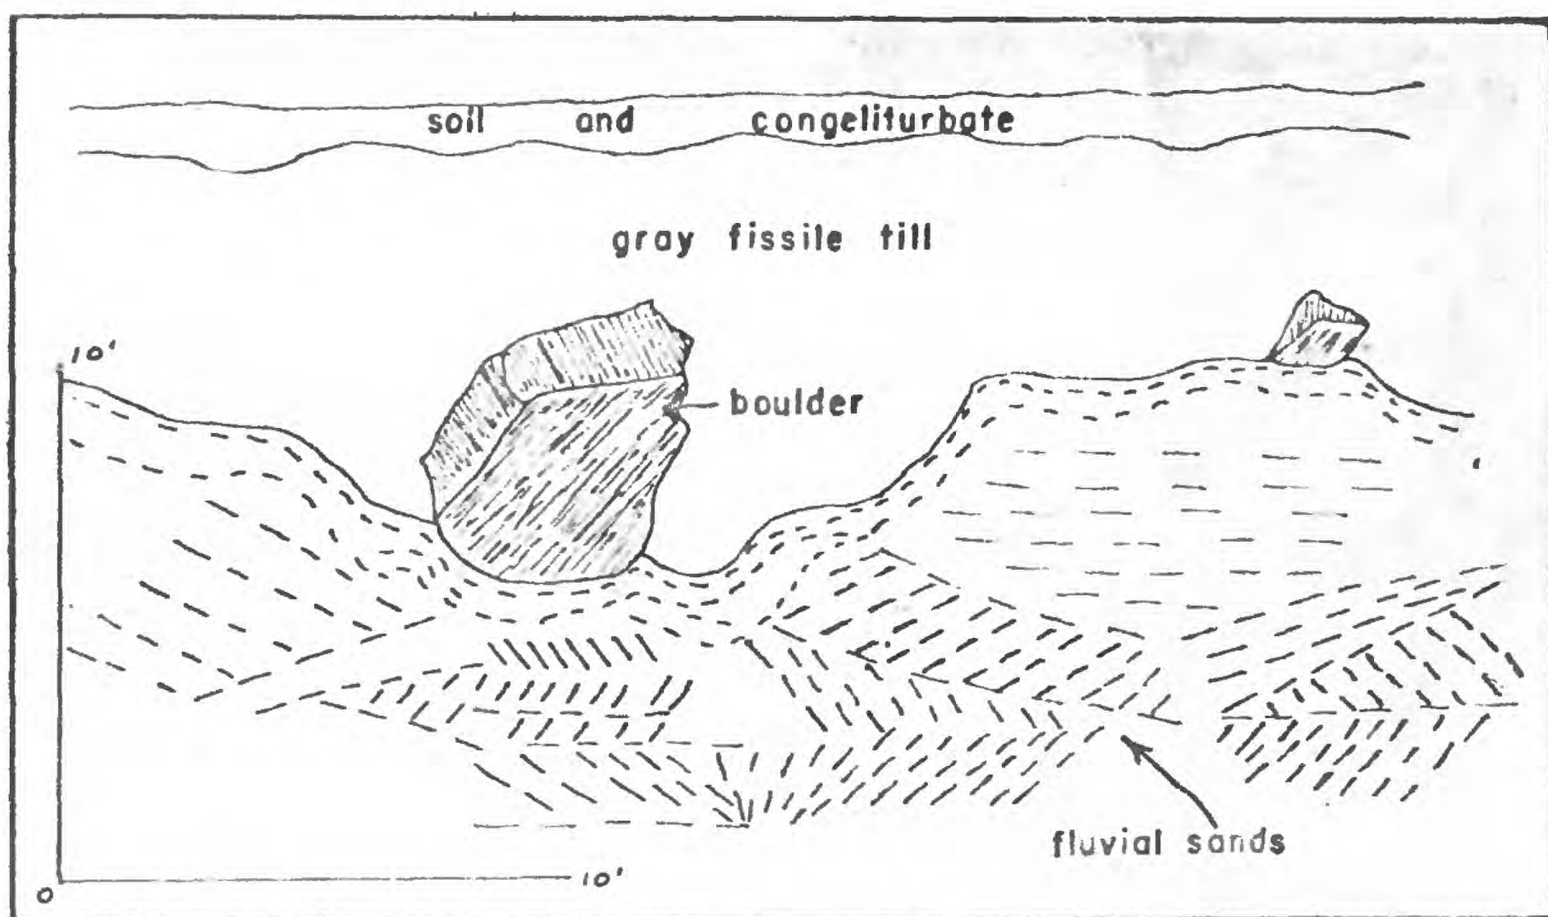 soil and congeliturbate
gray fissile till
10'
boulder
fluvial sands
0
10'